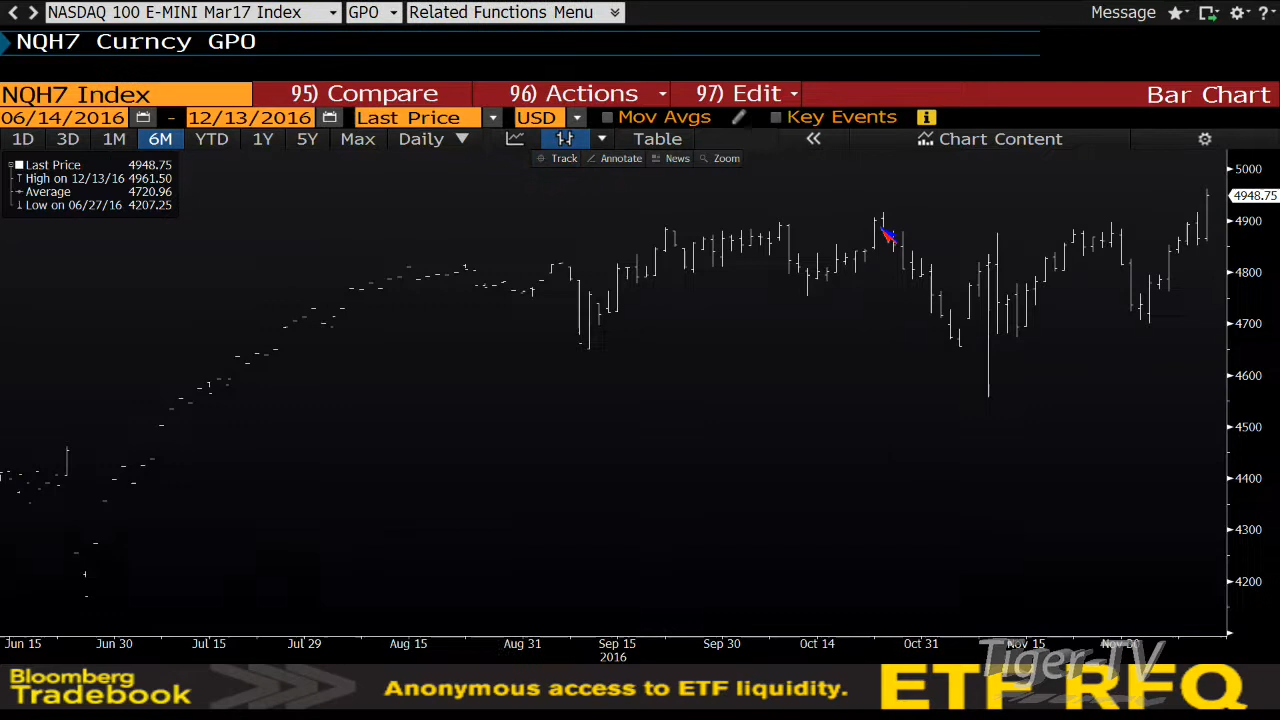 NASDAQ 100 E-MINI Mar17 Index GPO Related Functions Menu Message ?
NQH7 Curncy GPO
NQH7 Index 95) Compare 96) Actions 97) Edit Bar Chart
06/14/2016 - 12/13/2016 Last Price USD Mov Avgs Key Events i
1D 3D 1M 6M YTD 1Y 5Y Max Daily Table Chart Content
Track Annotate News Zoom
Last Price 4948.75
High on 12/13/16 4961.50
Average 4720.96
Low on 06/27/16 4207.25
5000
4948.75
4900
4800
4700
4600
4500
4400
4300
4200
Jun 15 Jun 30 Jul 15 Jul 29 Aug 15 Aug 31 Sep 15 Sep 30 Oct 14 Oct 31 Nov 15 Nov 30
2016
Tiger-TV
Bloomberg
Tradebook
Anonymous access to ETF liquidity.
ETF RFQ